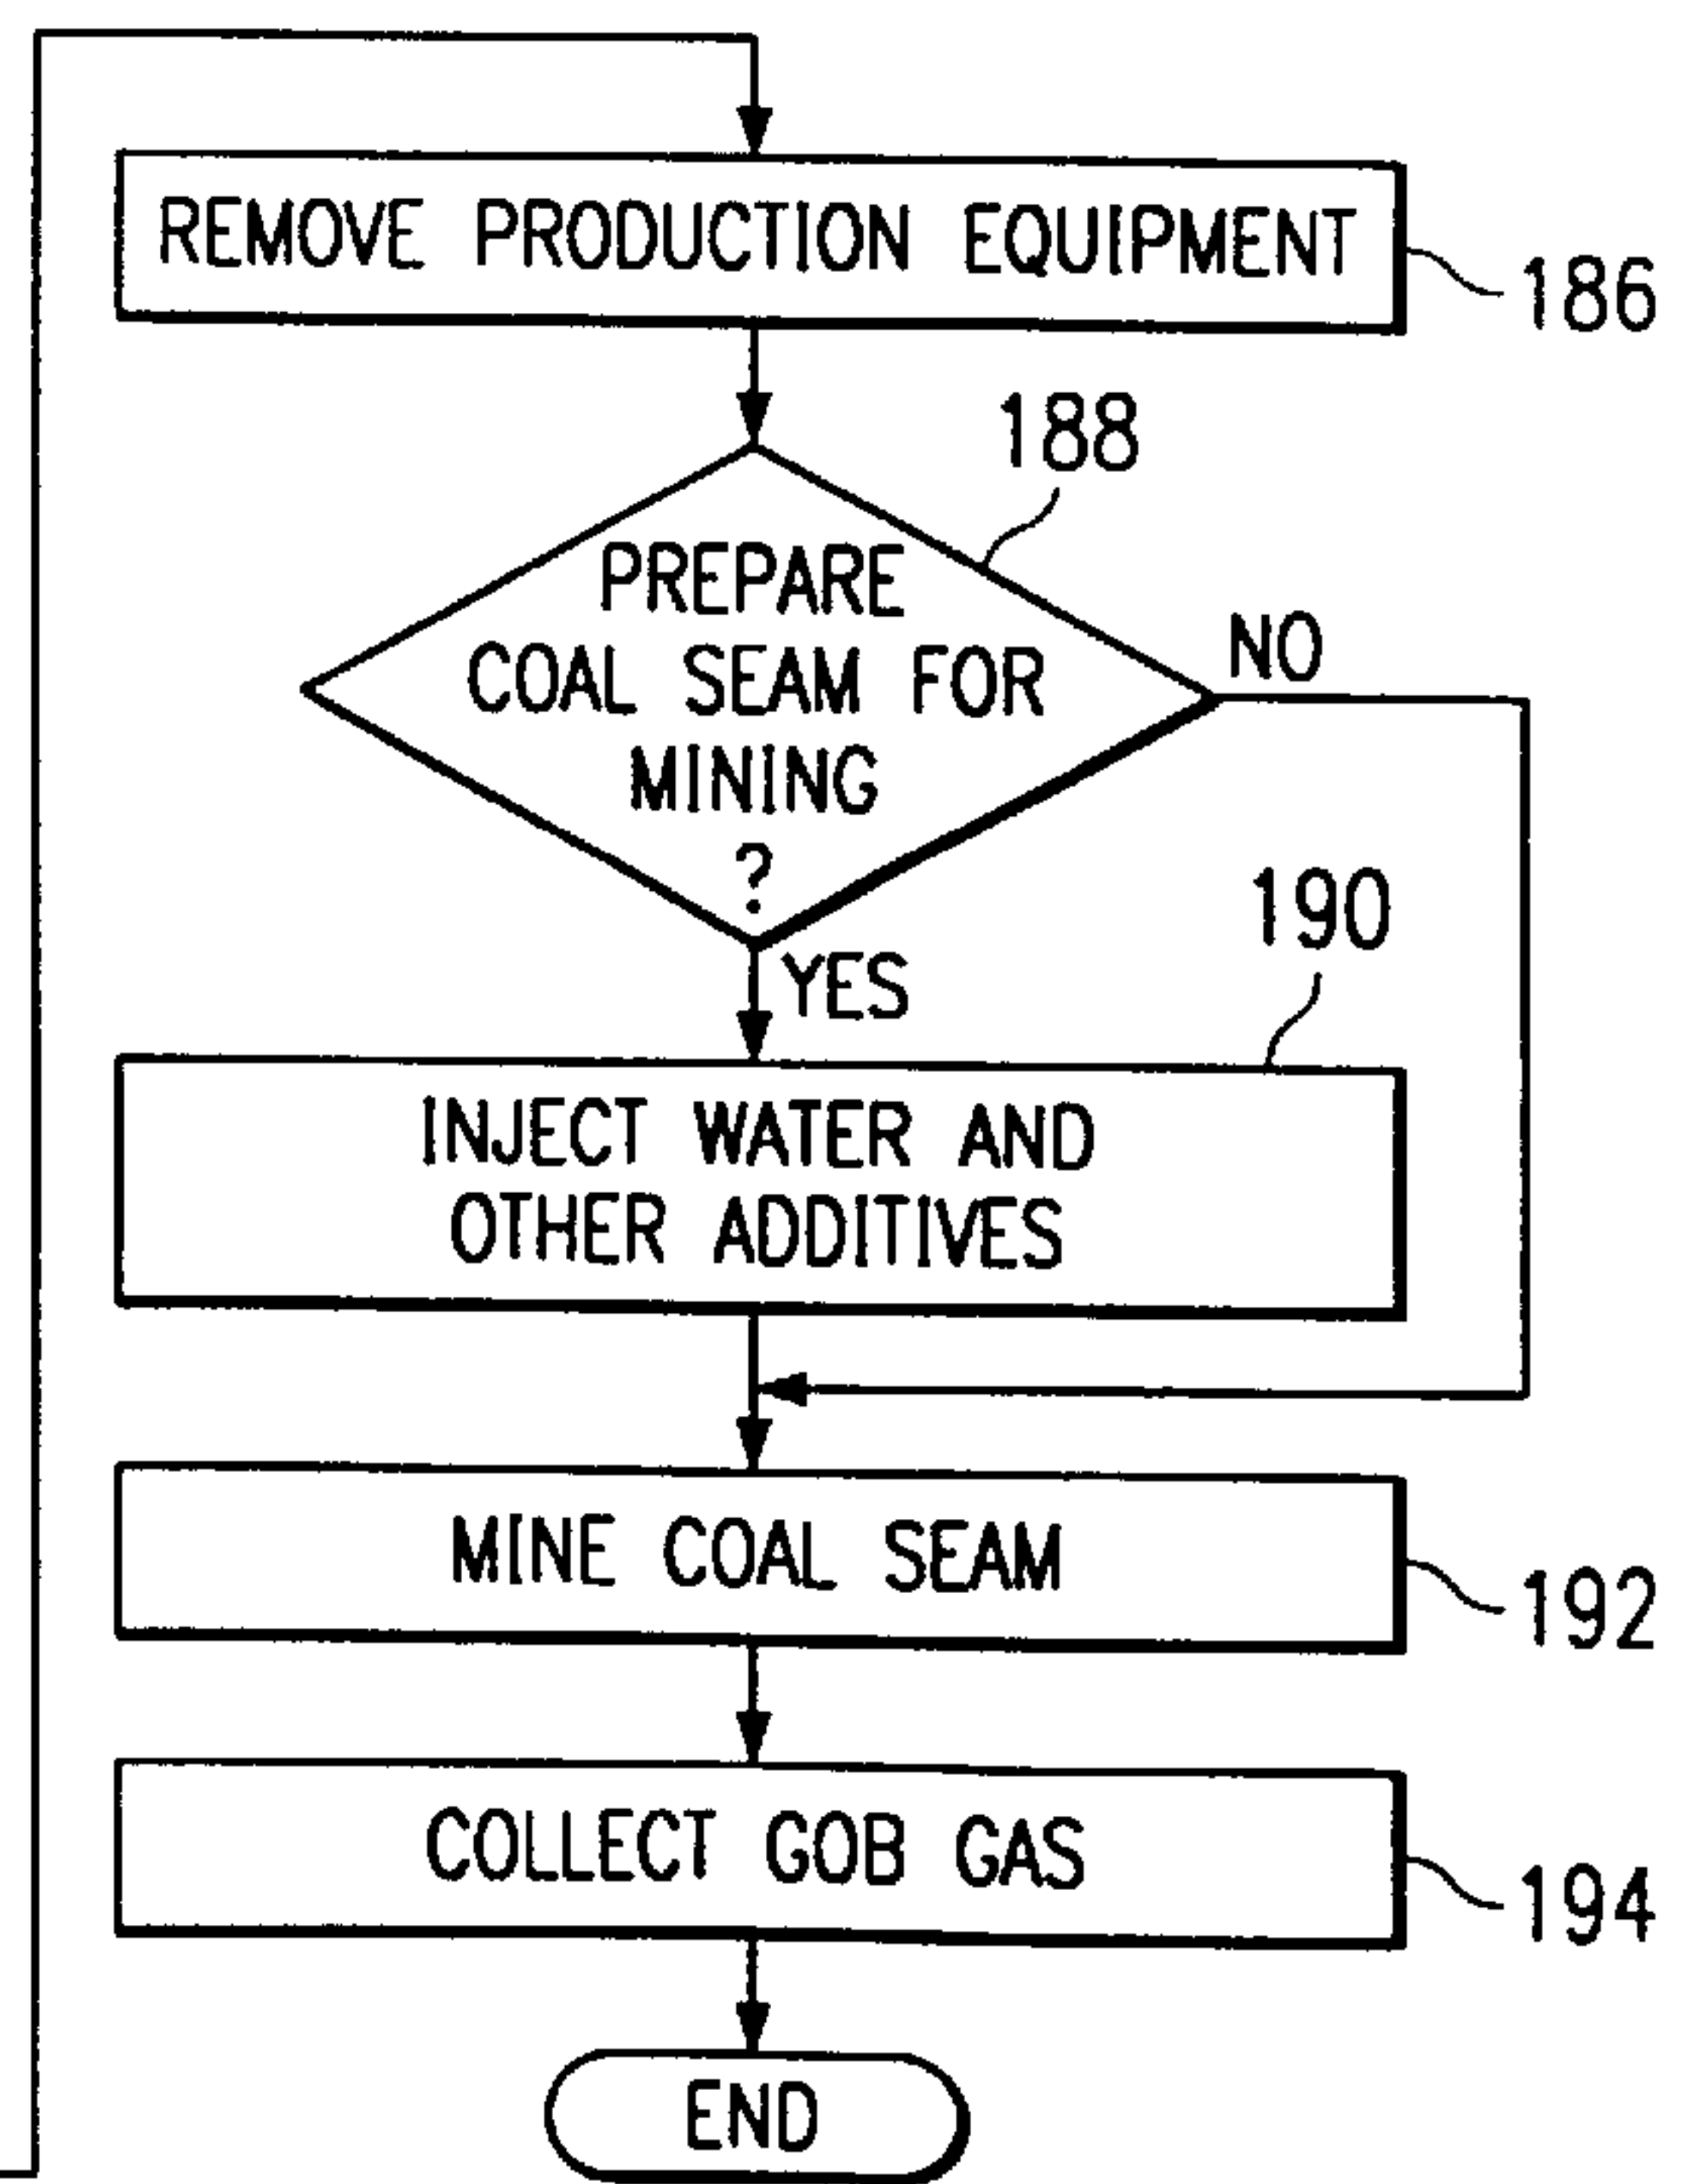 REMOVE PRODUCTION EQUIPMENT
186
188
PREPARE
COAL SEAM FOR
MINING
?
NO
YES
190
INJECT WATER AND
OTHER ADDITIVES
MINE COAL SEAM
192
COLLECT GOB GAS
194
END